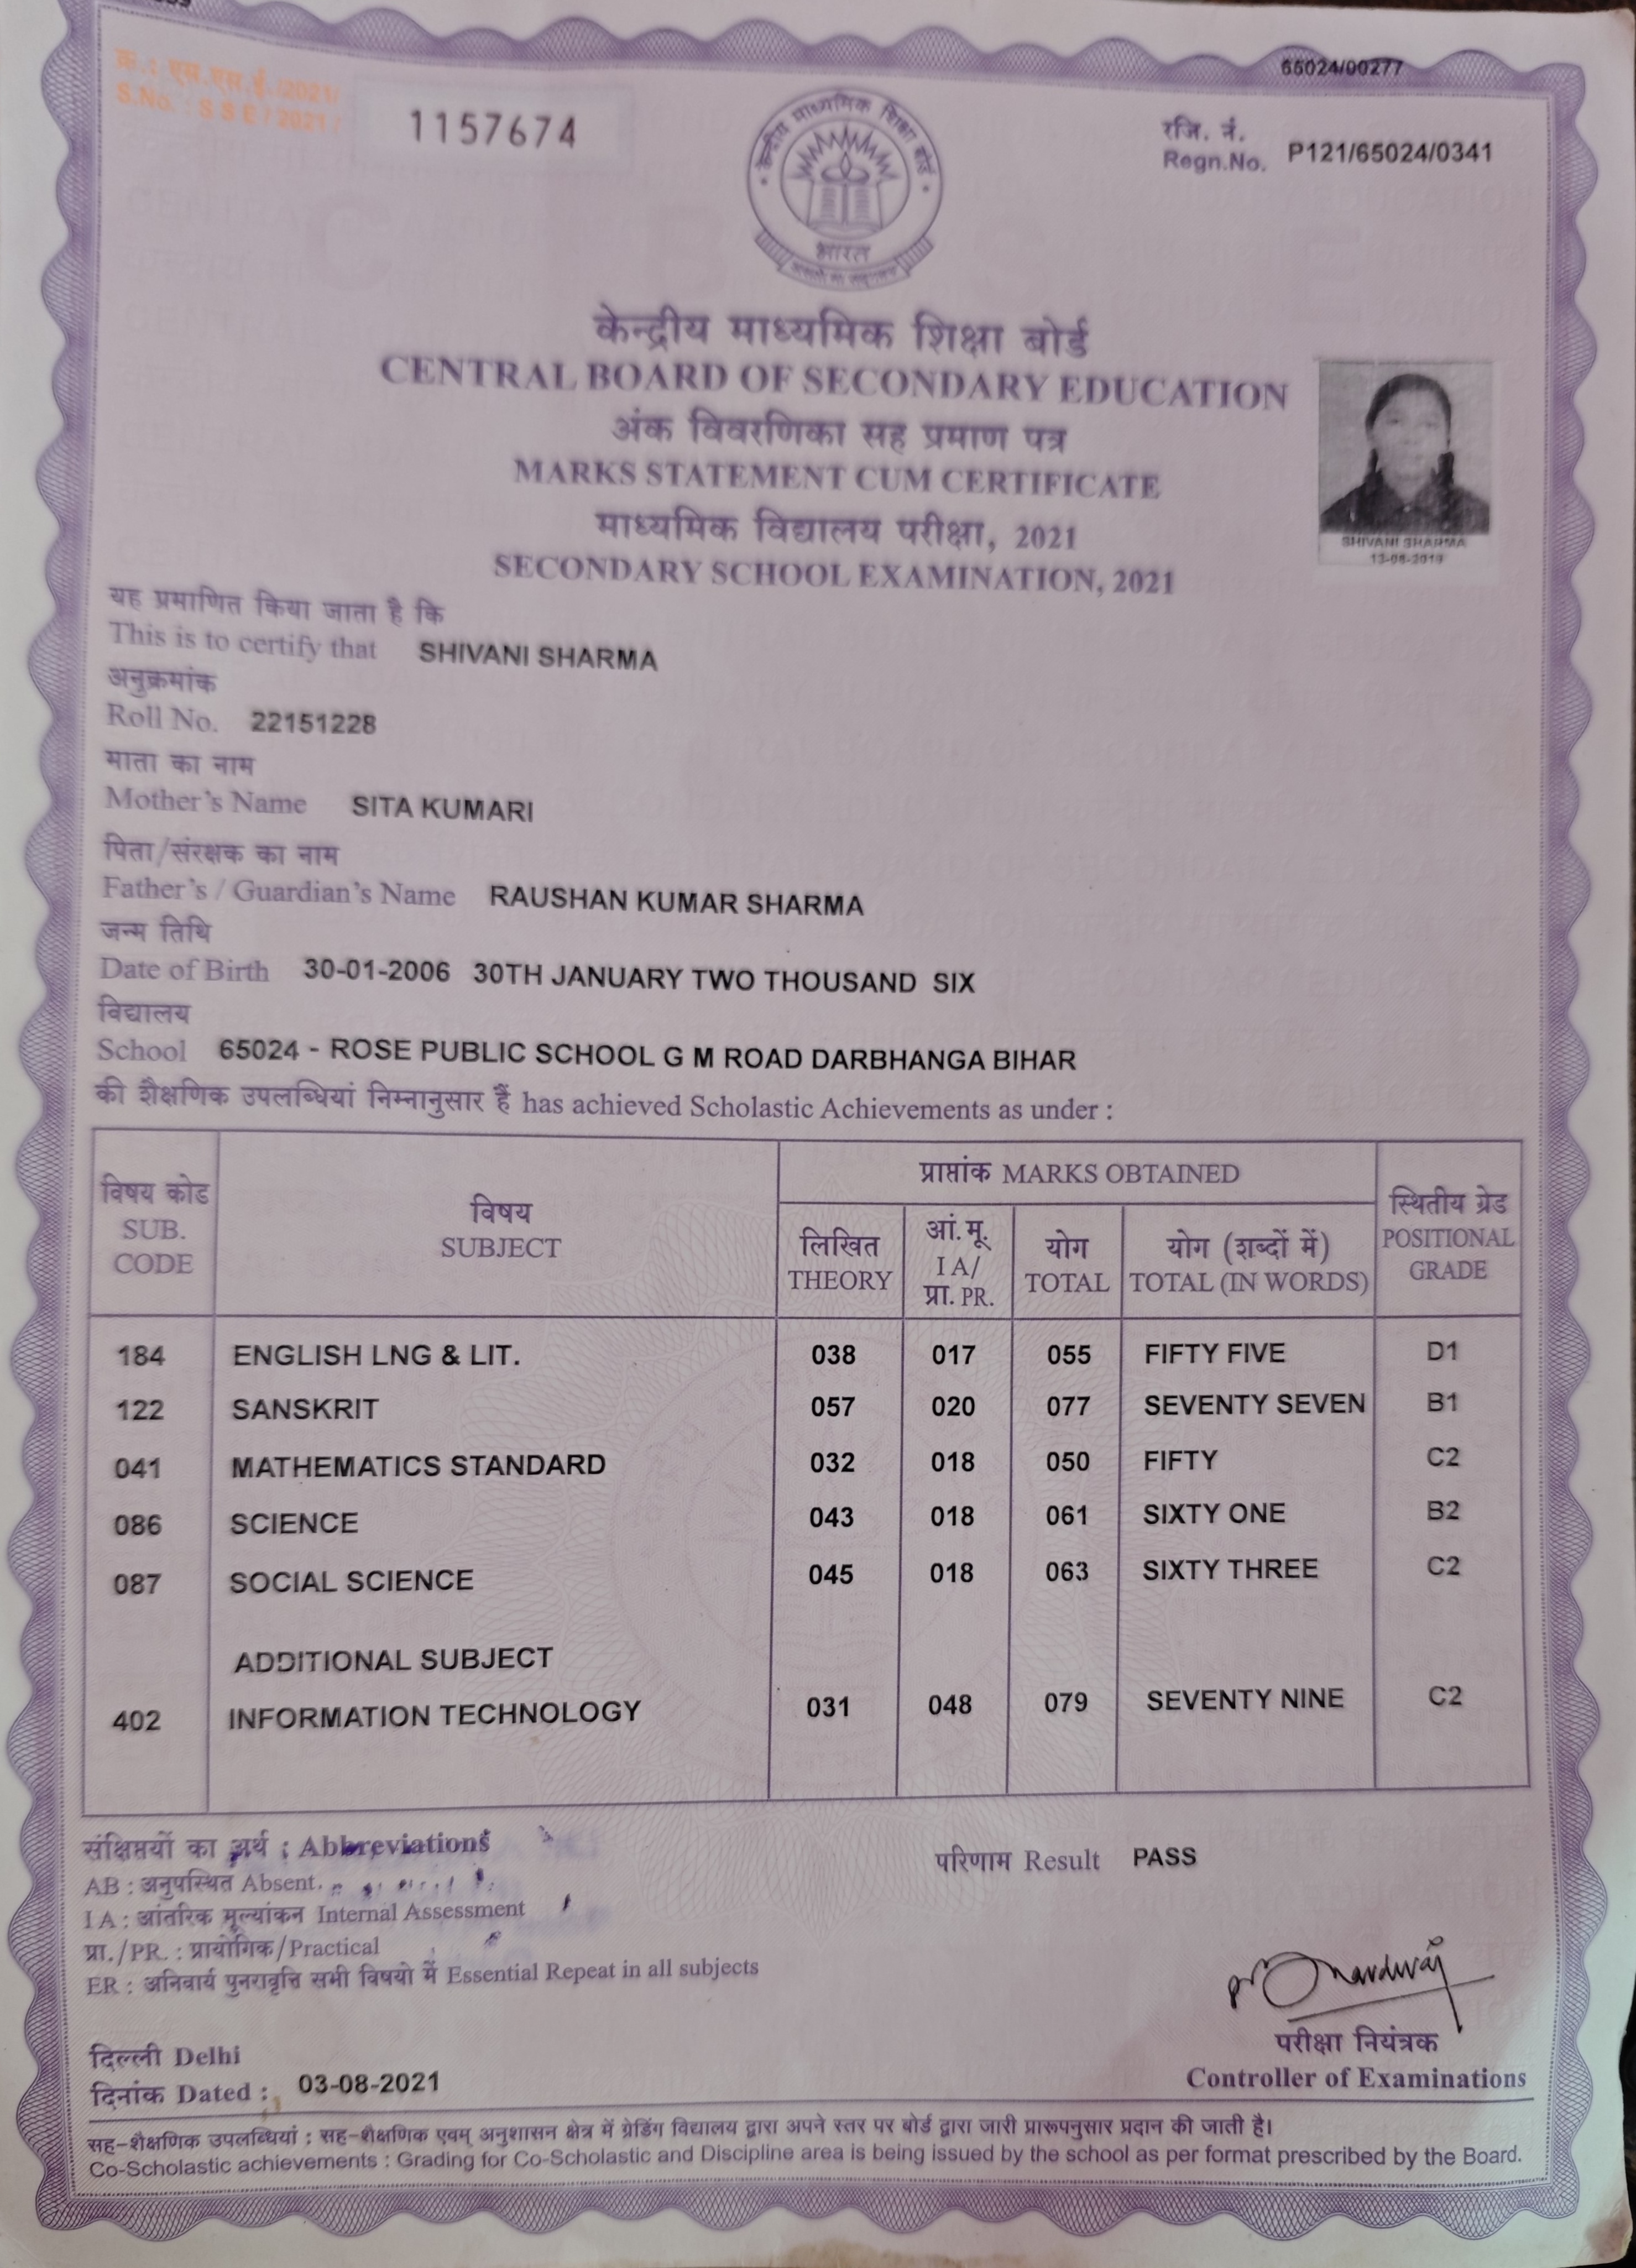 65024/00277
क्र.: एस.एस.ई./2021/
S.No. : S S E / 2021 /
1157674
रजि. नं.
Regn.No. P121/65024/0341
केन्द्रीय माध्यमिक शिक्षा बोर्ड
भारत
केन्द्रीय माध्यमिक शिक्षा बोर्ड
CENTRAL BOARD OF SECONDARY EDUCATION
अंक विवरणिका सह प्रमाण पत्र
MARKS STATEMENT CUM CERTIFICATE
माध्यमिक विद्यालय परीक्षा, 2021
SECONDARY SCHOOL EXAMINATION, 2021
SHIVANI SHARMA
यह प्रमाणित किया जाता है कि
This is to certify that SHIVANI SHARMA
अनुक्रमांक
Roll No. 22151228
माता का नाम
Mother's Name SITA KUMARI
पिता/संरक्षक का नाम
Father's / Guardian's Name RAUSHAN KUMAR SHARMA
जन्म तिथि
Date of Birth 30-01-2006 30TH JANUARY TWO THOUSAND SIX
विद्यालय
School 65024 - ROSE PUBLIC SCHOOL G M ROAD DARBHANGA BIHAR
की शैक्षणिक उपलब्धियां निम्नानुसार हैं has achieved Scholastic Achievements as under :
विषय कोड
SUB.
CODE
विषय
SUBJECT
प्राप्तांक MARKS OBTAINED
लिखित
THEORY
आं.मू.
I A/
प्रा. PR.
योग
TOTAL
योग (शब्दों में)
TOTAL (IN WORDS)
स्थितीय ग्रेड
POSITIONAL
GRADE
184 ENGLISH LNG & LIT. 038 017 055 FIFTY FIVE D1
122 SANSKRIT 057 020 077 SEVENTY SEVEN B1
041 MATHEMATICS STANDARD 032 018 050 FIFTY C2
086 SCIENCE 043 018 061 SIXTY ONE B2
087 SOCIAL SCIENCE 045 018 063 SIXTY THREE C2
ADDITIONAL SUBJECT
402 INFORMATION TECHNOLOGY 031 048 079 SEVENTY NINE C2
संक्षिप्तयों का अर्थ : Abbreviations
परिणाम Result PASS
AB : अनुपस्थित Absent.
I A : आंतरिक मूल्यांकन Internal Assessment
प्रा./PR. : प्रायोगिक/Practical
ER : अनिवार्य पुनरावृत्ति सभी विषयो में Essential Repeat in all subjects
परीक्षा नियंत्रक
Controller of Examinations
दिल्ली Delhi
दिनांक Dated : 03-08-2021
सह-शैक्षणिक उपलब्धियां : सह-शैक्षणिक एवम् अनुशासन क्षेत्र में ग्रेडिंग विद्यालय द्वारा अपने स्तर पर बोर्ड द्वारा जारी प्रारूपनुसार प्रदान की जाती है।
Co-Scholastic achievements : Grading for Co-Scholastic and Discipline area is being issued by the school as per format prescribed by the Board.